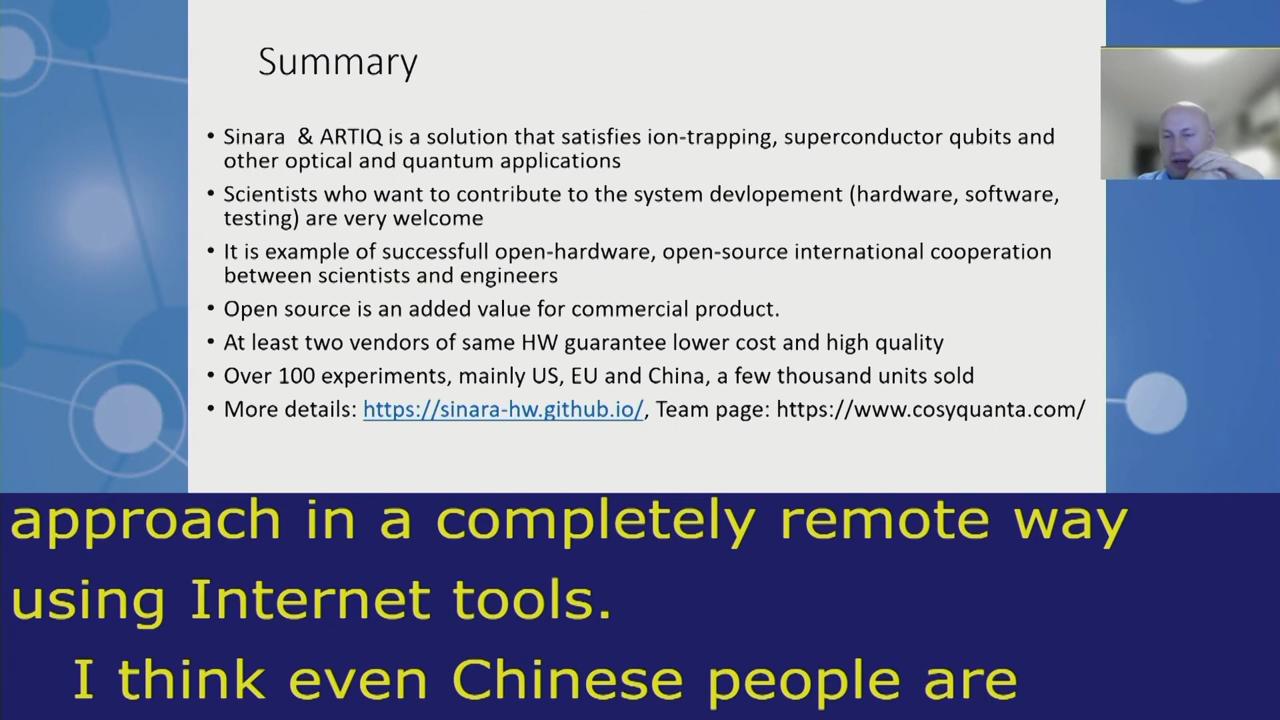 Summary
• Sinara & ARTIQ is a solution that satisfies ion-trapping, superconductor qubits and
other optical and quantum applications
• Scientists who want to contribute to the system devlopement (hardware, software,
testing) are very welcome
• It is example of successfull open-hardware, open-source international cooperation
between scientists and engineers
• Open source is an added value for commercial product.
• At least two vendors of same HW guarantee lower cost and high quality
• Over 100 experiments, mainly US, EU and China, a few thousand units sold
• More details: https://sinara-hw.github.io/, Team page: https://www.cosyquanta.com/
approach in a completely remote way
using Internet tools.
I think even Chinese people are